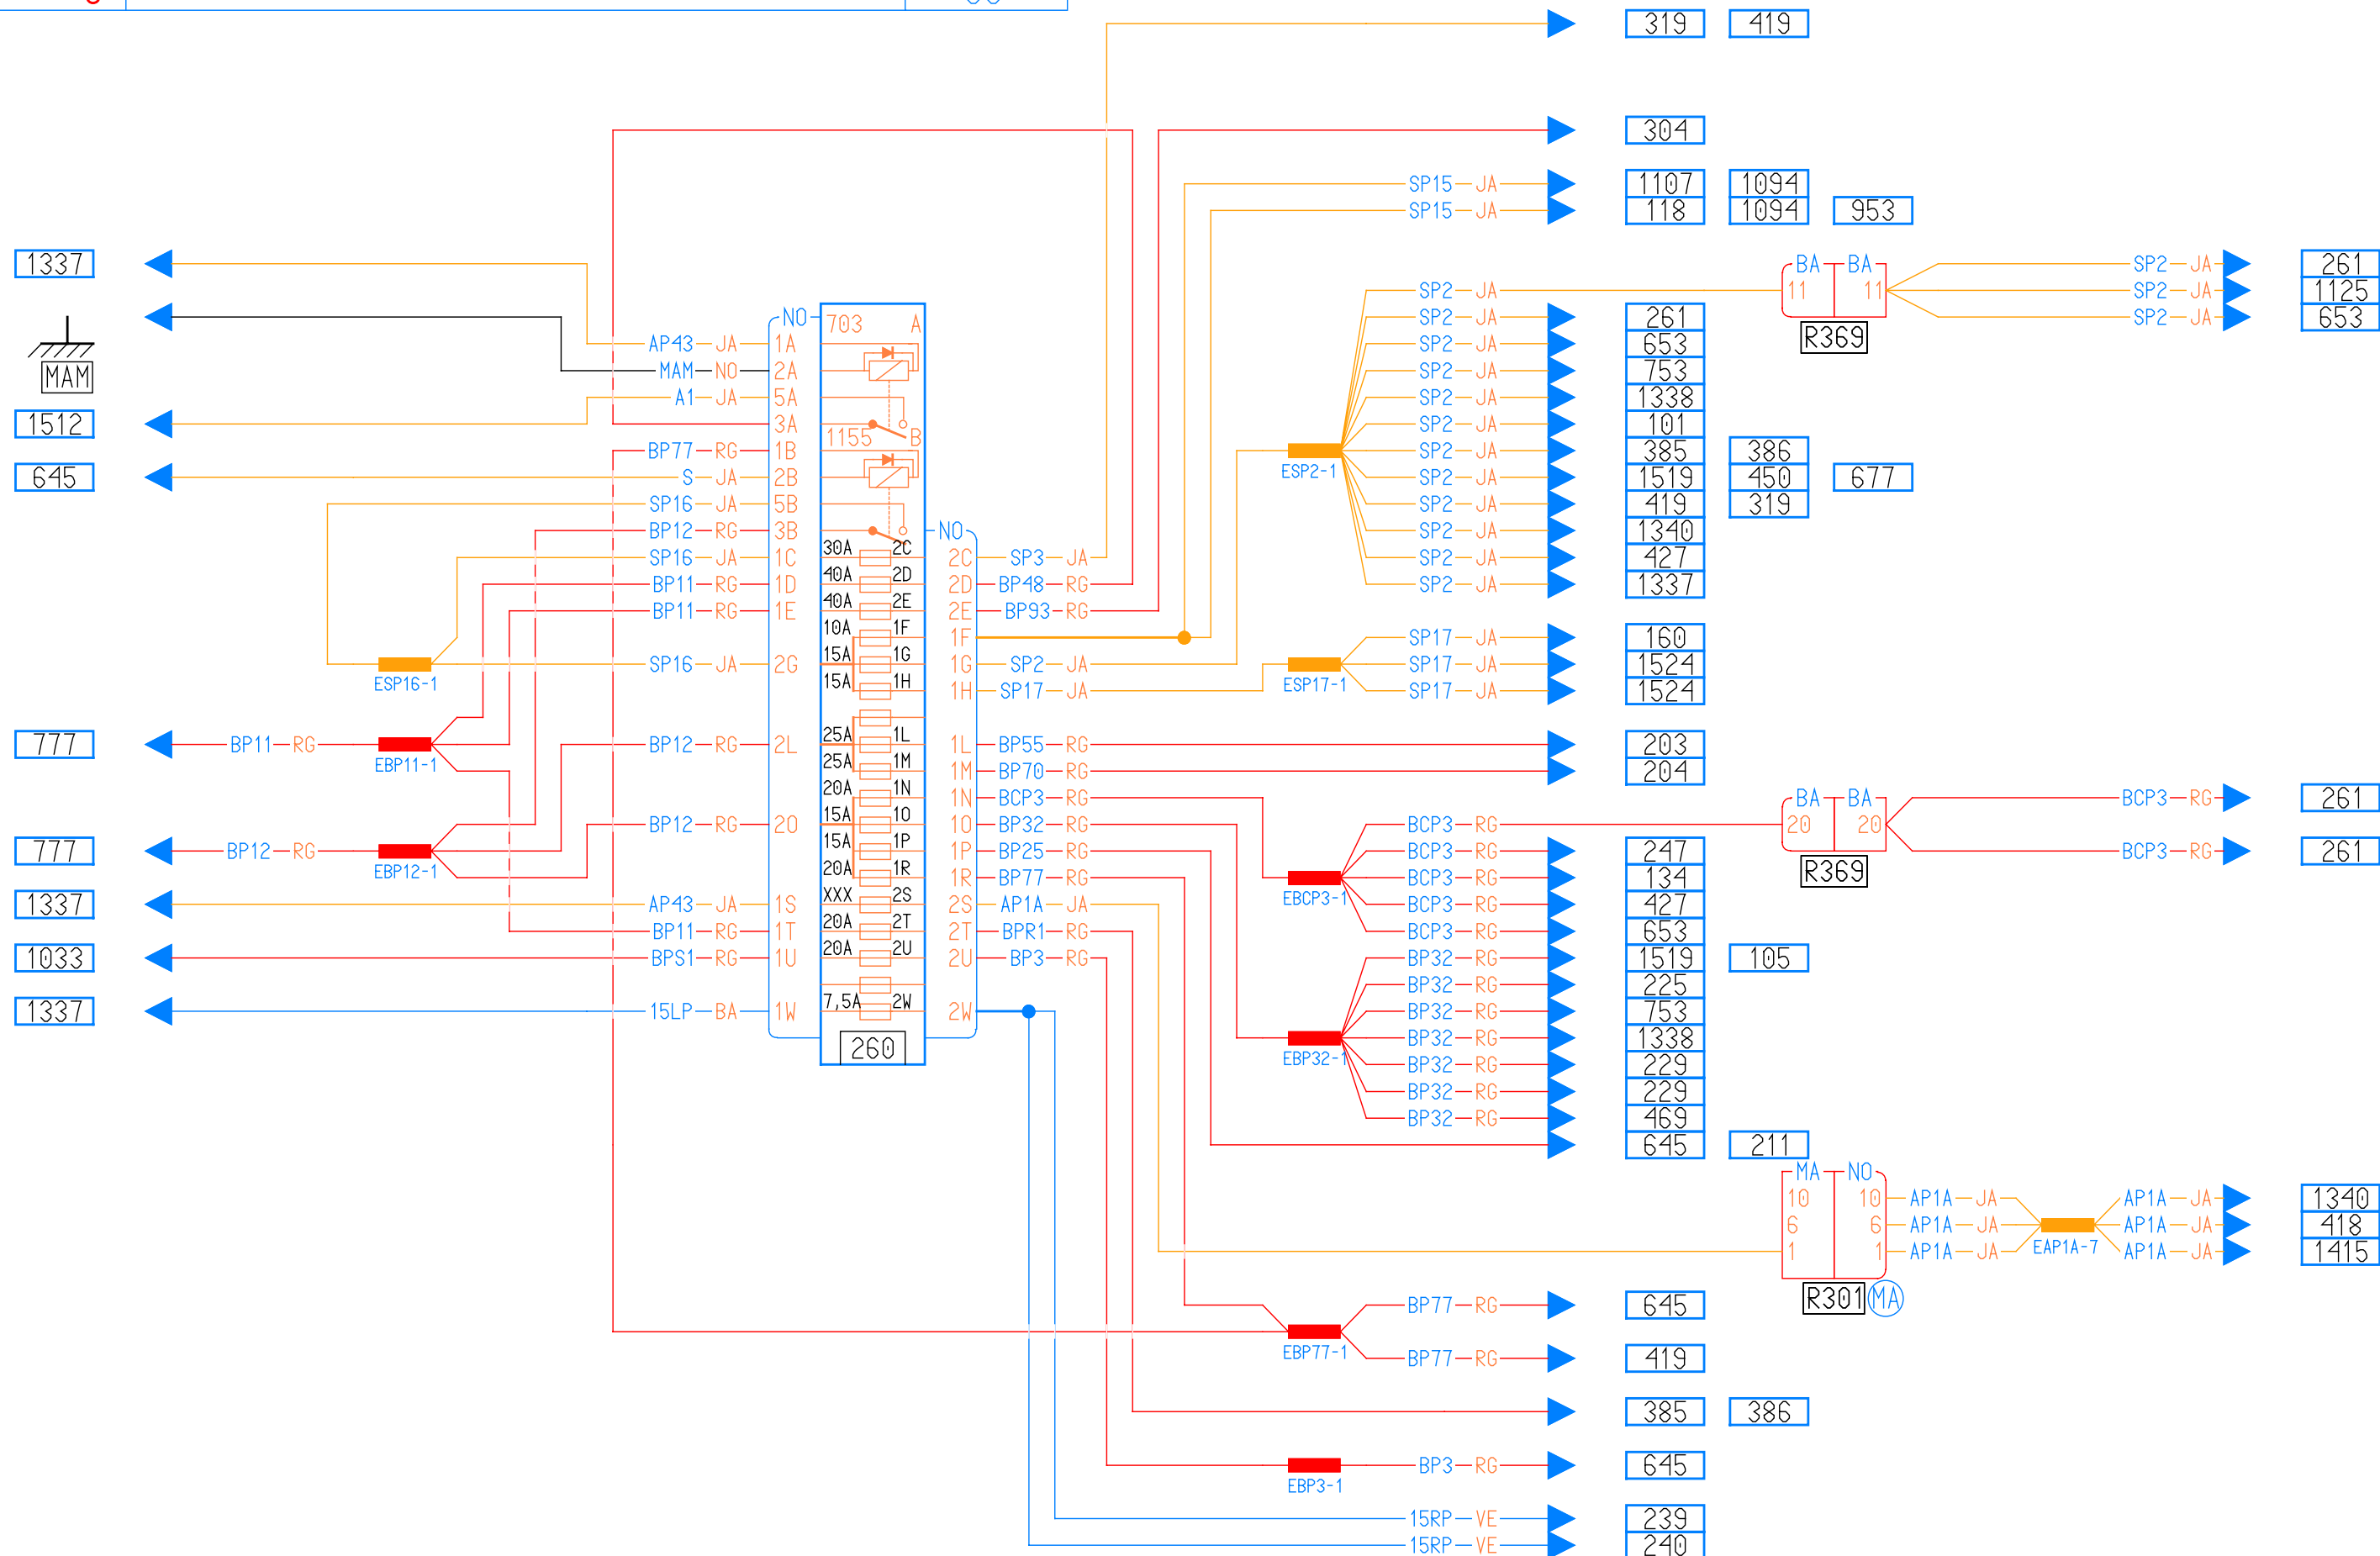 319 419
304
SP15 JA 1107 1094
SP15 JA 118 1094 953
1337 BA BA SP2 JA 261
SP2 JA 11 11 SP2 JA 1125
NO SP2 JA 261 SP2 JA 653
703 A R369
AP43 JA 1A SP2 JA 653
MAM MAM NO 2A SP2 JA 753
A1 JA 5A SP2 JA 1338
1512 3A SP2 JA 101
1155 B
BP77 RG 1B SP2 JA 385 386
ESP2-1
645 S JA 2B SP2 JA 1519 450 677
SP16 JA 5B SP2 JA 419 319
BP12 RG 3B NO SP2 JA 1340
SP16 JA 1C 30A 2C 2C SP3 JA SP2 JA 427
BP11 RG 1D 40A 2D 2D BP48 RG SP2 JA 1337
BP11 RG 1E 40A 2E 2E BP93 RG
10A 1F 1F SP17 JA 160
SP16 JA 2G 15A 1G 1G SP2 JA SP17 JA 1524
ESP16-1 ESP17-1
15A 1H 1H SP17 JA SP17 JA 1524
777 BP11 RG BP12 RG 2L 25A 1L 1L BP55 RG 203
EBP11-1
25A 1M 1M BP70 RG 204
20A 1N 1N BCP3 RG BA BA BCP3 RG 261
BP12 RG 2O 15A 1O 1O BP32 RG BCP3 RG 20 20
777 BP12 RG 15A 1P 1P BP25 RG BCP3 RG 247 BCP3 RG 261
EBP12-1 R369
20A 1R 1R BP77 RG BCP3 RG 134
EBCP3-1
1337 AP43 JA 1S XXX 2S 2S AP1A JA BCP3 RG 427
BP11 RG 1T 20A 2T 2T BPR1 RG BCP3 RG 653
1033 BPS1 RG 1U 20A 2U 2U BP3 RG BP32 RG 1519 105
BP32 RG 225
1337 15LP BA 1W 7,5A 2W 2W BP32 RG 753
260 BP32 RG 1338
EBP32-1
BP32 RG 229
BP32 RG 229
BP32 RG 469
645 211
MA NO
10 10 AP1A JA AP1A JA 1340
6 6 AP1A JA AP1A JA 418
EAP1A-7
1 1 AP1A JA AP1A JA 1415
R301 MA
BP77 RG 645
EBP77-1
BP77 RG 419
385 386
BP3 RG 645
EBP3-1
15RP VE 239
15RP VE 240